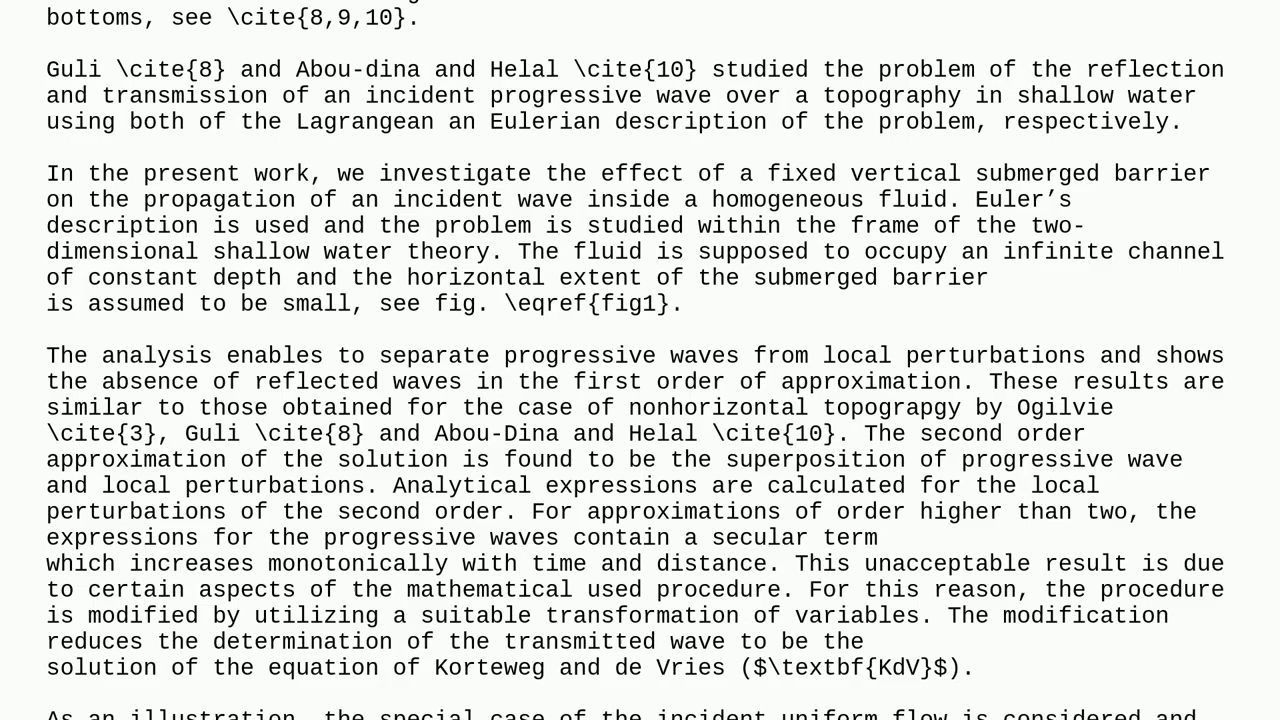 bottoms, see \cite{8,9,10}.
Guli \cite{8} and Abou-dina and Helal \cite{10} studied the problem of the reflection
and transmission of an incident progressive wave over a topography in shallow water
using both of the Lagrangean an Eulerian description of the problem, respectively.
In the present work, we investigate the effect of a fixed vertical submerged barrier
on the propagation of an incident wave inside a homogeneous fluid. Euler’s
description is used and the problem is studied within the frame of the two-
dimensional shallow water theory. The fluid is supposed to occupy an infinite channel
of constant depth and the horizontal extent of the submerged barrier
is assumed to be small, see fig. \eqref{fig1}.
The analysis enables to separate progressive waves from local perturbations and shows
the absence of reflected waves in the first order of approximation. These results are
similar to those obtained for the case of nonhorizontal topograpgy by Ogilvie
\cite{3}, Guli \cite{8} and Abou-Dina and Helal \cite{10}. The second order
approximation of the solution is found to be the superposition of progressive wave
and local perturbations. Analytical expressions are calculated for the local
perturbations of the second order. For approximations of order higher than two, the
expressions for the progressive waves contain a secular term
which increases monotonically with time and distance. This unacceptable result is due
to certain aspects of the mathematical used procedure. For this reason, the procedure
is modified by utilizing a suitable transformation of variables. The modification
reduces the determination of the transmitted wave to be the
solution of the equation of Korteweg and de Vries ($\textbf{KdV}$).
As an illustration, the special case of the incident uniform flow is considered and